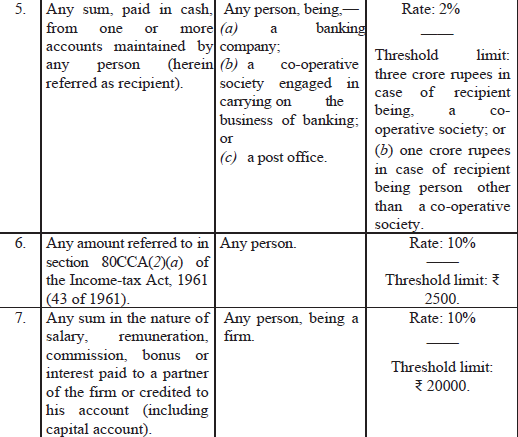 5.
Any sum, paid in cash,
from one or more
accounts maintained by
any person (herein
referred as recipient).
Any person, being,—
(a) a banking
company;
(b) a co-operative
society engaged in
carrying on the
business of banking;
or
(c) a post office.
Rate: 2%
Threshold limit:
three crore rupees in
case of recipient
being, a co-
operative society; or
(b) one crore rupees
in case of recipient
being person other
than a co-operative
society.
6.
Any amount referred to in
section 80CCA(2)(a) of
the Income-tax Act, 1961
(43 of 1961).
Any person.
Rate: 10%
Threshold limit: ₹
2500.
7.
Any sum in the nature of
salary, remuneration,
commission, bonus or
interest paid to a partner
of the firm or credited to
his account (including
capital account).
Any person, being a
firm.
Rate: 10%
Threshold limit:
₹ 20000.